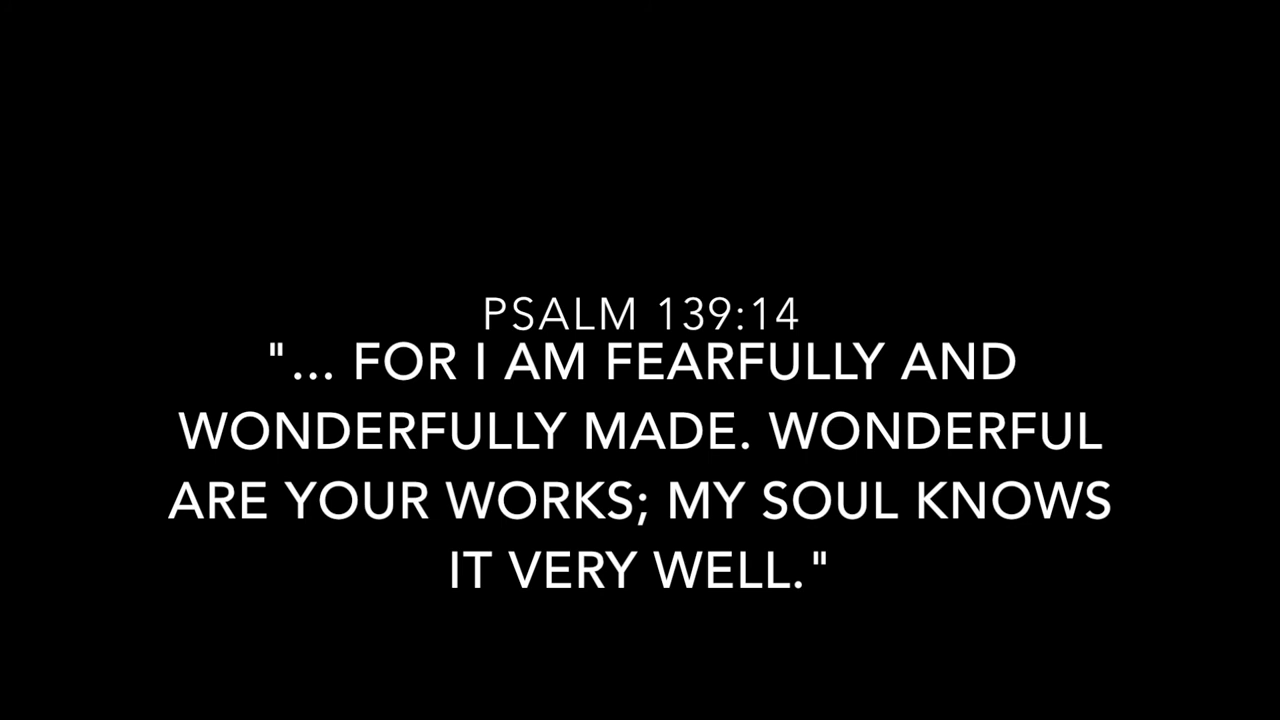 PSALM 139:14
"... FOR I AM FEARFULLY AND
WONDERFULLY MADE. WONDERFUL
ARE YOUR WORKS; MY SOUL KNOWS
IT VERY WELL."